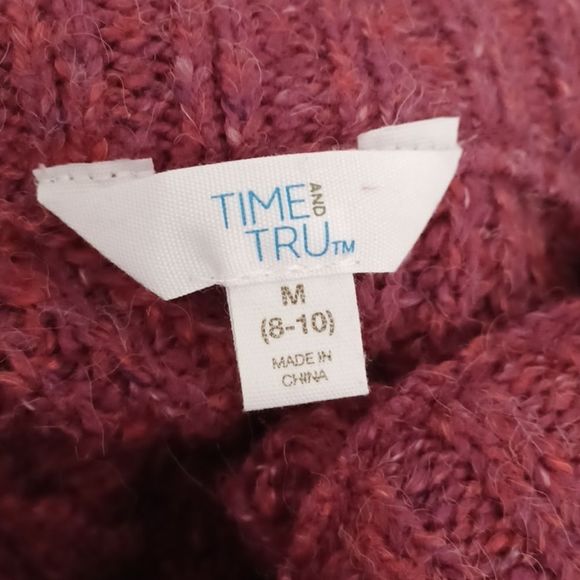 TIME AND
TRU™
M
(8-10)
MADE IN
CHINA